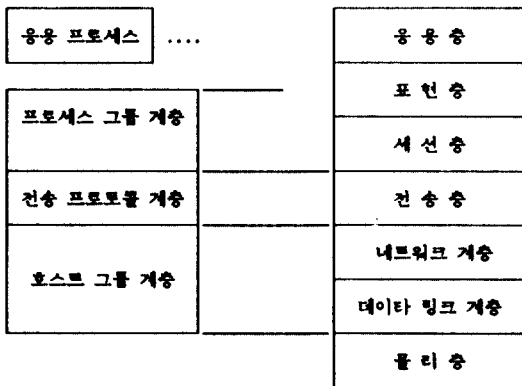 응용 프로세스 ....
프로세스 그룹 계층
전송 프로토콜 계층
호스트 그룹 계층
응 용 층
표 현 층
세 션 층
전 송 층
네트워크 계층
데이타 링크 계층
물 리 층